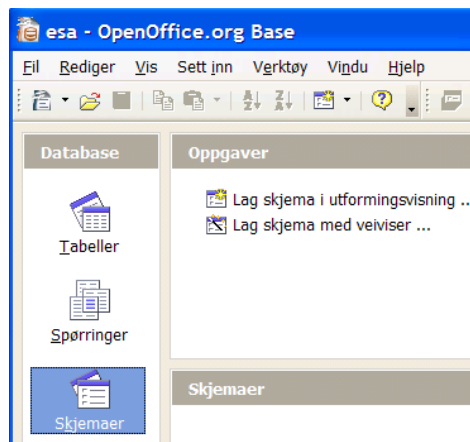 esa - OpenOffice.org Base
Fil Rediger Vis Sett inn Verktøy Vindu Hjelp
Database
Oppgaver
Lag skjema i utformingsvisning ...
Lag skjema med veiviser ...
Tabeller
Spørringer
Skjemaer
Skjemaer